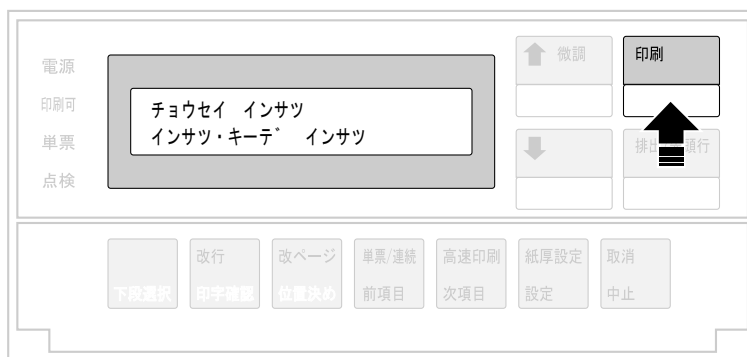 電源
印刷可
単票
点検
チョウセイ インサツ
インサツ・キーデ インサツ
微調
印刷
排出
頭行
改行
改ページ
単票/連続
高速印刷
紙厚設定
取消
下段選択
印字確認
位置決め
前項目
次項目
設定
中止